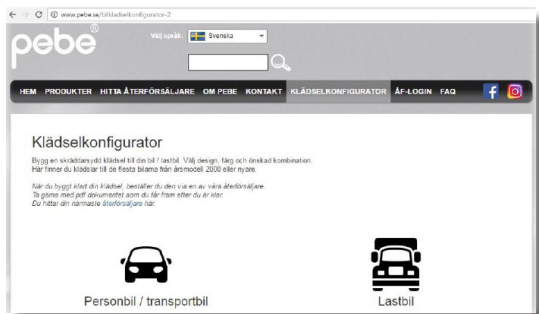 www.pebe.se/bilkladselkonfigurator-2
pebe®
Välj språk: Svenska
HEM PRODUKTER HITTA ÅTERFÖRSÄLJARE OM PEBE KONTAKT KLÄDSELKONFIGURATOR ÅF-LOGIN FAQ
Klädselkonfigurator
Bygg en skräddarsydd klädsel till din bil / lastbil. Välj design, färg och önskad kombination.
Här finner du klädslar till de flesta bilarna från årsmodell 2000 eller nyare.
När du byggt klart din klädsel, beställer du den via en av våra återförsäljare.
Ta gärna med pdf dokumentet som du får fram efter du är klar.
Du hittar din närmaste återförsäljare här.
Personbil / transportbil
Lastbil